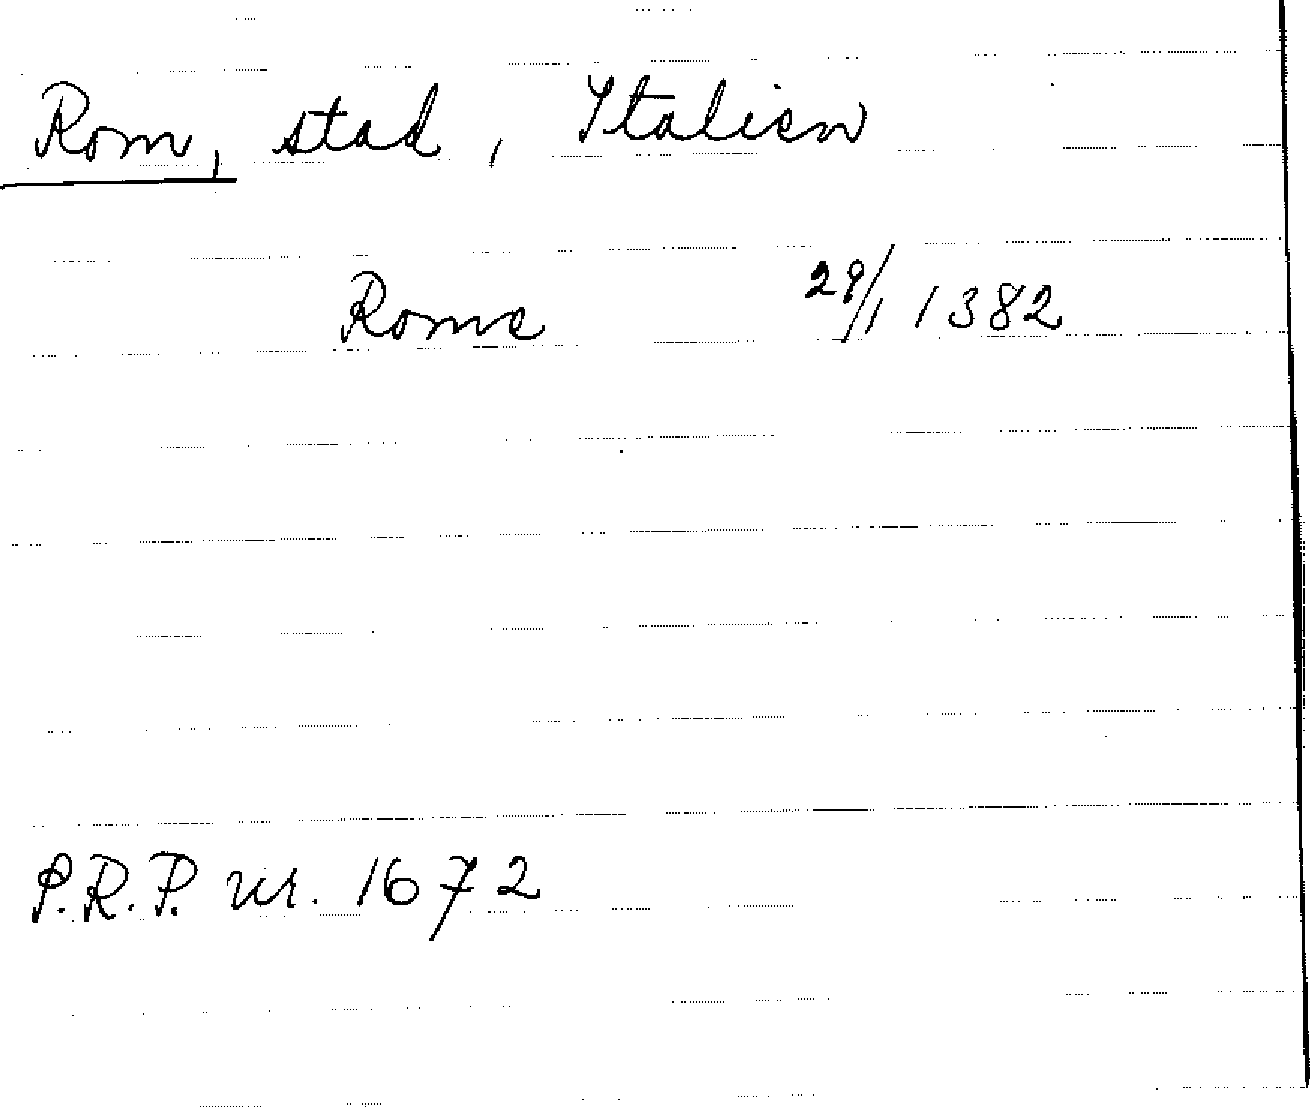 Rom, stad, Italien
Rome 29/1 1382
P.R.P. nr. 1672